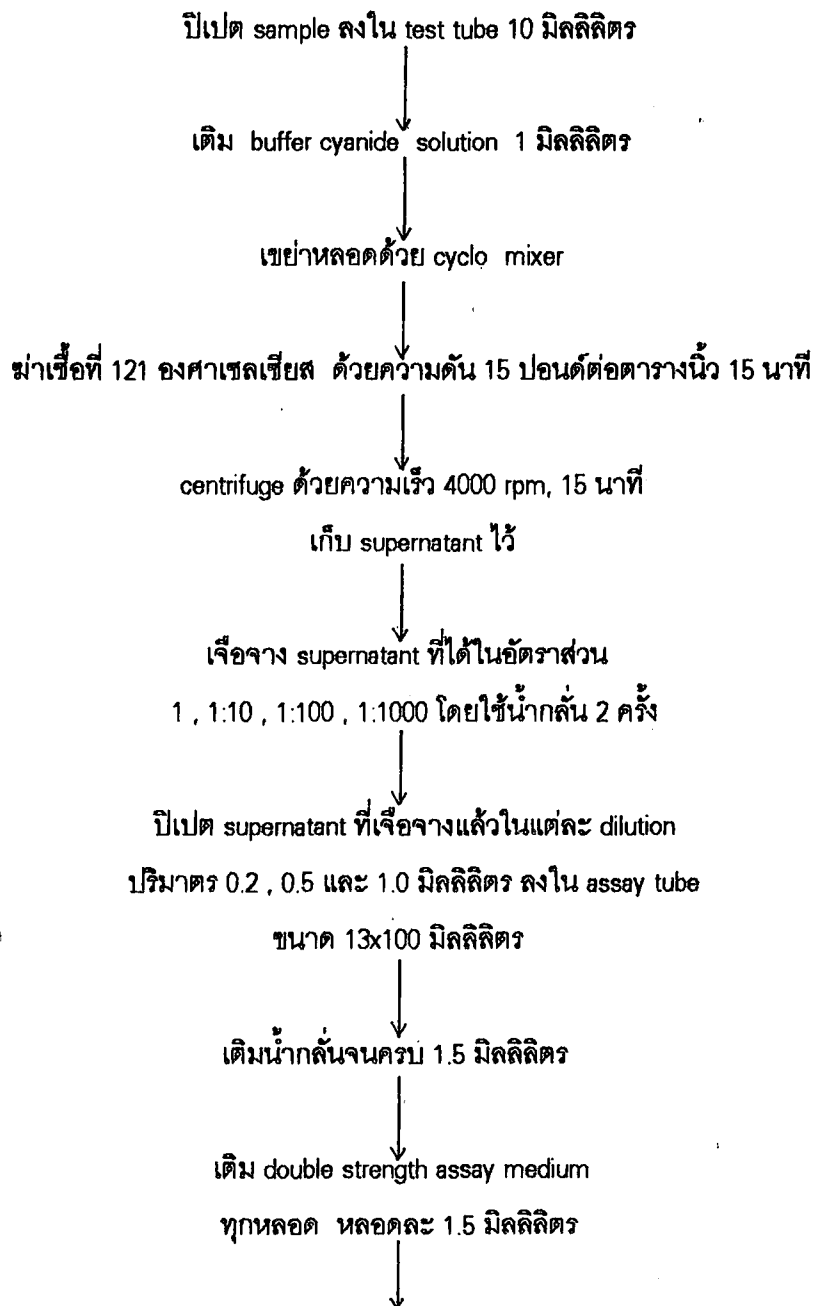 ปิเปต sample ลงใน test tube 10 มิลลิลิตร
เติม buffer cyanide solution 1 มิลลิลิตร
เขย่าหลอดด้วย cyclo mixer
ฆ่าเชื้อที่ 121 องศาเซลเซียส ด้วยความดัน 15 ปอนด์ต่อตารางนิ้ว 15 นาที
centrifuge ด้วยความเร็ว 4000 rpm, 15 นาที
เก็บ supernatant ไว้
เจือจาง supernatant ที่ได้ในอัตราส่วน
1 , 1:10 , 1:100 , 1:1000 โดยใช้น้ำกลั่น 2 ครั้ง
ปิเปต supernatant ที่เจือจางแล้วในแต่ละ dilution
ปริมาตร 0.2 , 0.5 และ 1.0 มิลลิลิตร ลงใน assay tube
ขนาด 13x100 มิลลิลิตร
เติมน้ำกลั่นจนครบ 1.5 มิลลิลิตร
เติม double strength assay medium
ทุกหลอด หลอดละ 1.5 มิลลิลิตร